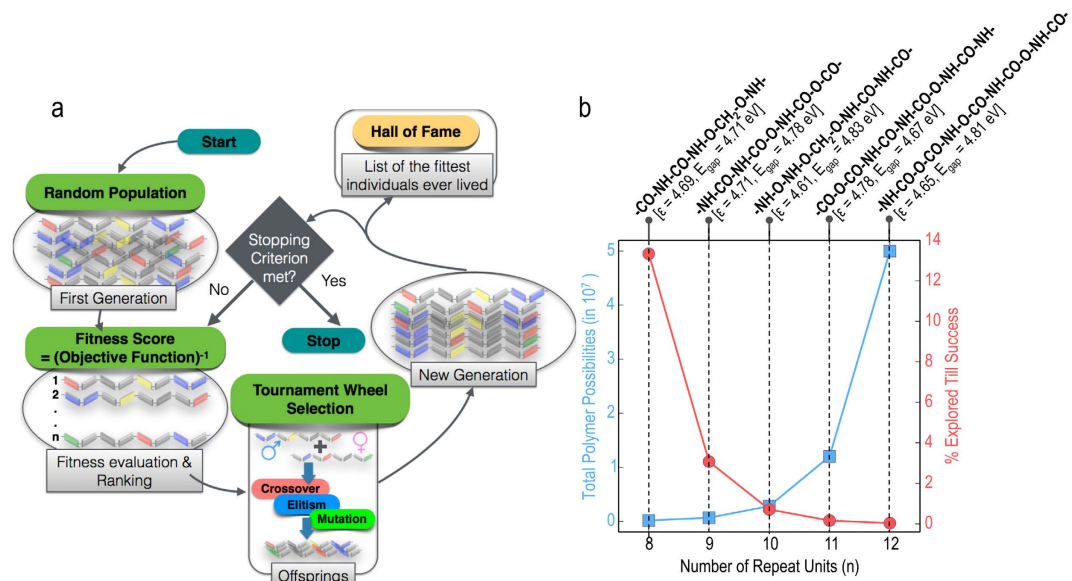 a
Start
Random Population
First Generation
Fitness Score
= (Objective Function)-1
1
2
.
.
n
Fitness evaluation &
Ranking
Stopping
Criterion
met?
No
Yes
Stop
Hall of Fame
List of the fittest
individuals ever lived
New Generation
Tournament Wheel
Selection
♂
+
♀
Crossover
Elitism
Mutation
Offsprings
b
-CO-NH-CO-NH-O-CH2-O-NH-
[ε = 4.69, Egap = 4.71 eV]
-NH-CO-NH-CO-O-NH-CO-O-CO-
[ε = 4.71, Egap = 4.78 eV]
-NH-O-NH-O-CH2-O-NH-CO-NH-CO-
[ε = 4.61, Egap = 4.83 eV]
-CO-O-CO-NH-CO-NH-CO-O-NH-CO-NH-
[ε = 4.78, Egap = 4.67 eV]
-NH-CO-O-CO-NH-O-CO-NH-CO-O-NH-CO-
[ε = 4.65, Egap = 4.81 eV]
Total Polymer Possibilities (in 10^7)
5
4
3
2
1
0
14
12
10
8
6
4
2
0
% Explored Till Success
8 9 10 11 12
Number of Repeat Units (n)